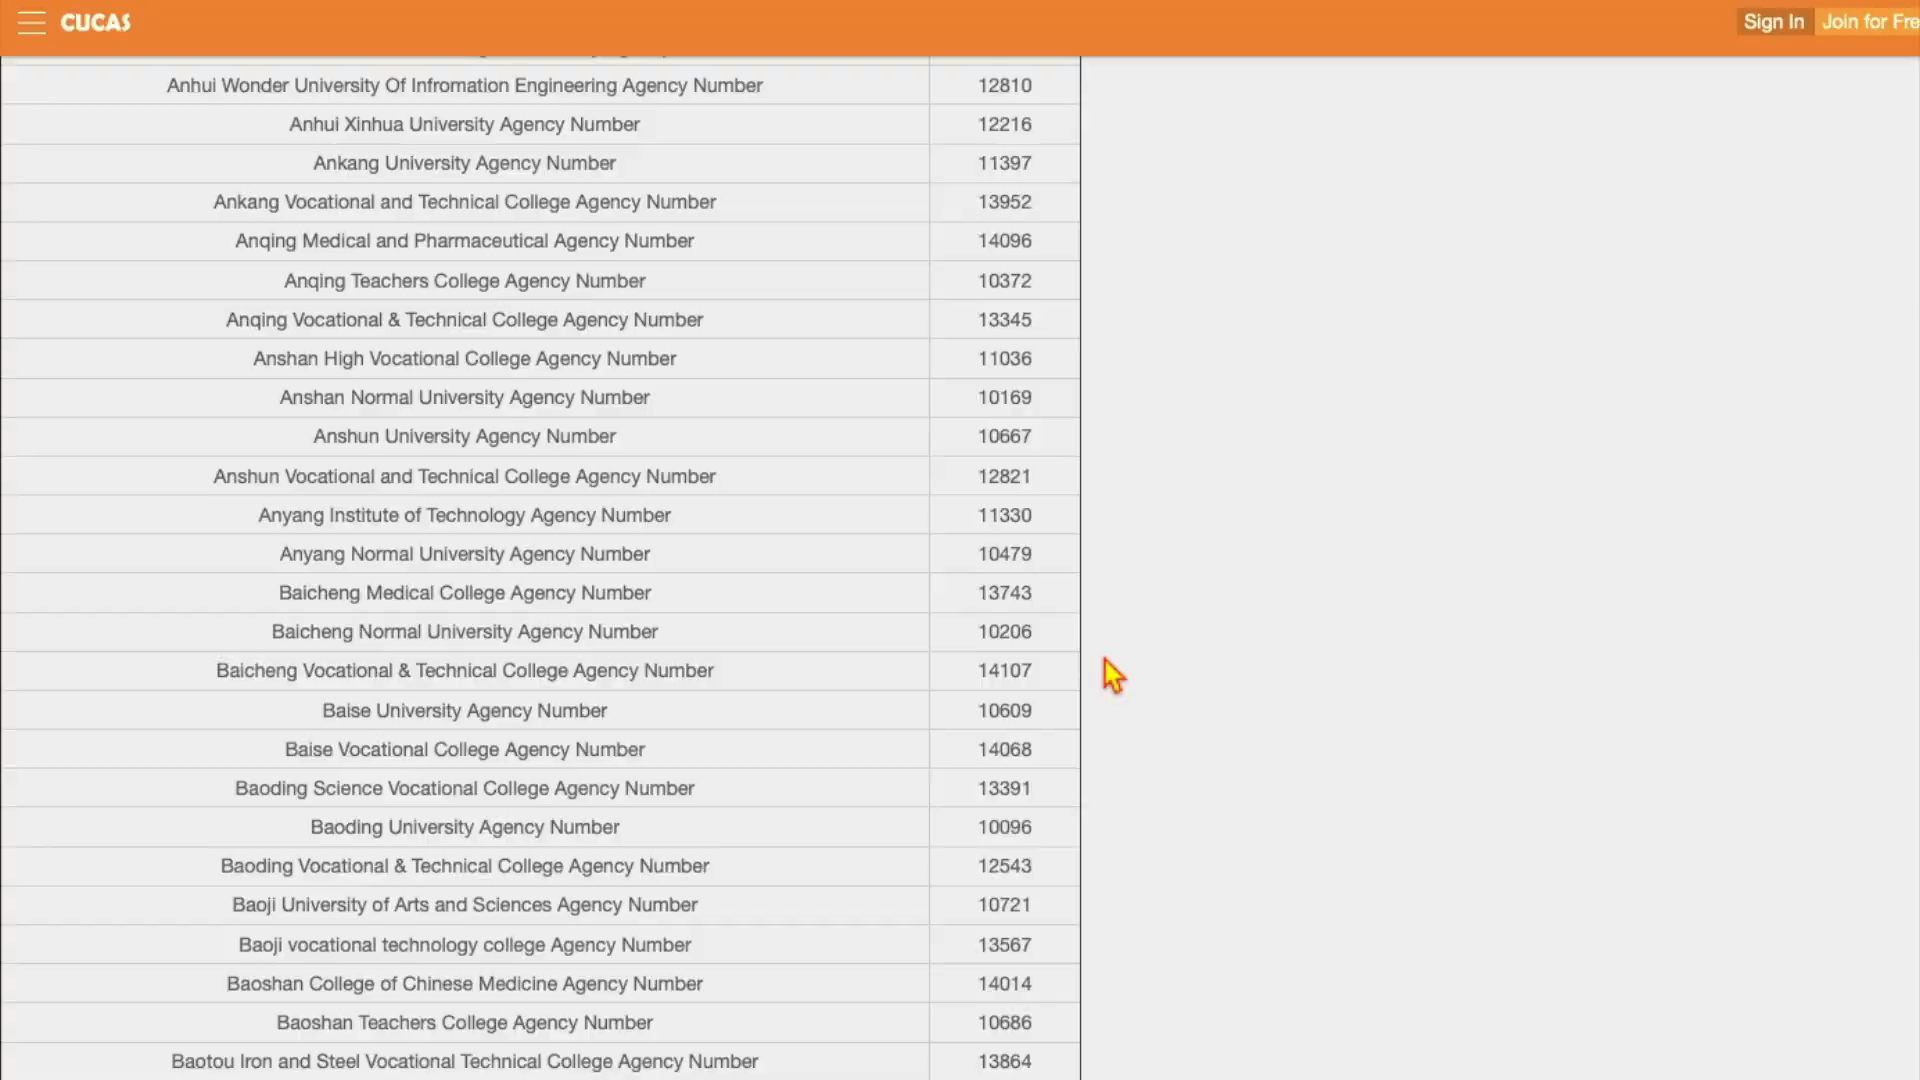 CUCAS
Sign In Join for Fre
Anhui Wonder University Of Infromation Engineering Agency Number 12810
Anhui Xinhua University Agency Number 12216
Ankang University Agency Number 11397
Ankang Vocational and Technical College Agency Number 13952
Anqing Medical and Pharmaceutical Agency Number 14096
Anqing Teachers College Agency Number 10372
Anqing Vocational & Technical College Agency Number 13345
Anshan High Vocational College Agency Number 11036
Anshan Normal University Agency Number 10169
Anshun University Agency Number 10667
Anshun Vocational and Technical College Agency Number 12821
Anyang Institute of Technology Agency Number 11330
Anyang Normal University Agency Number 10479
Baicheng Medical College Agency Number 13743
Baicheng Normal University Agency Number 10206
Baicheng Vocational & Technical College Agency Number 14107
Baise University Agency Number 10609
Baise Vocational College Agency Number 14068
Baoding Science Vocational College Agency Number 13391
Baoding University Agency Number 10096
Baoding Vocational & Technical College Agency Number 12543
Baoji University of Arts and Sciences Agency Number 10721
Baoji vocational technology college Agency Number 13567
Baoshan College of Chinese Medicine Agency Number 14014
Baoshan Teachers College Agency Number 10686
Baotou Iron and Steel Vocational Technical College Agency Number 13864